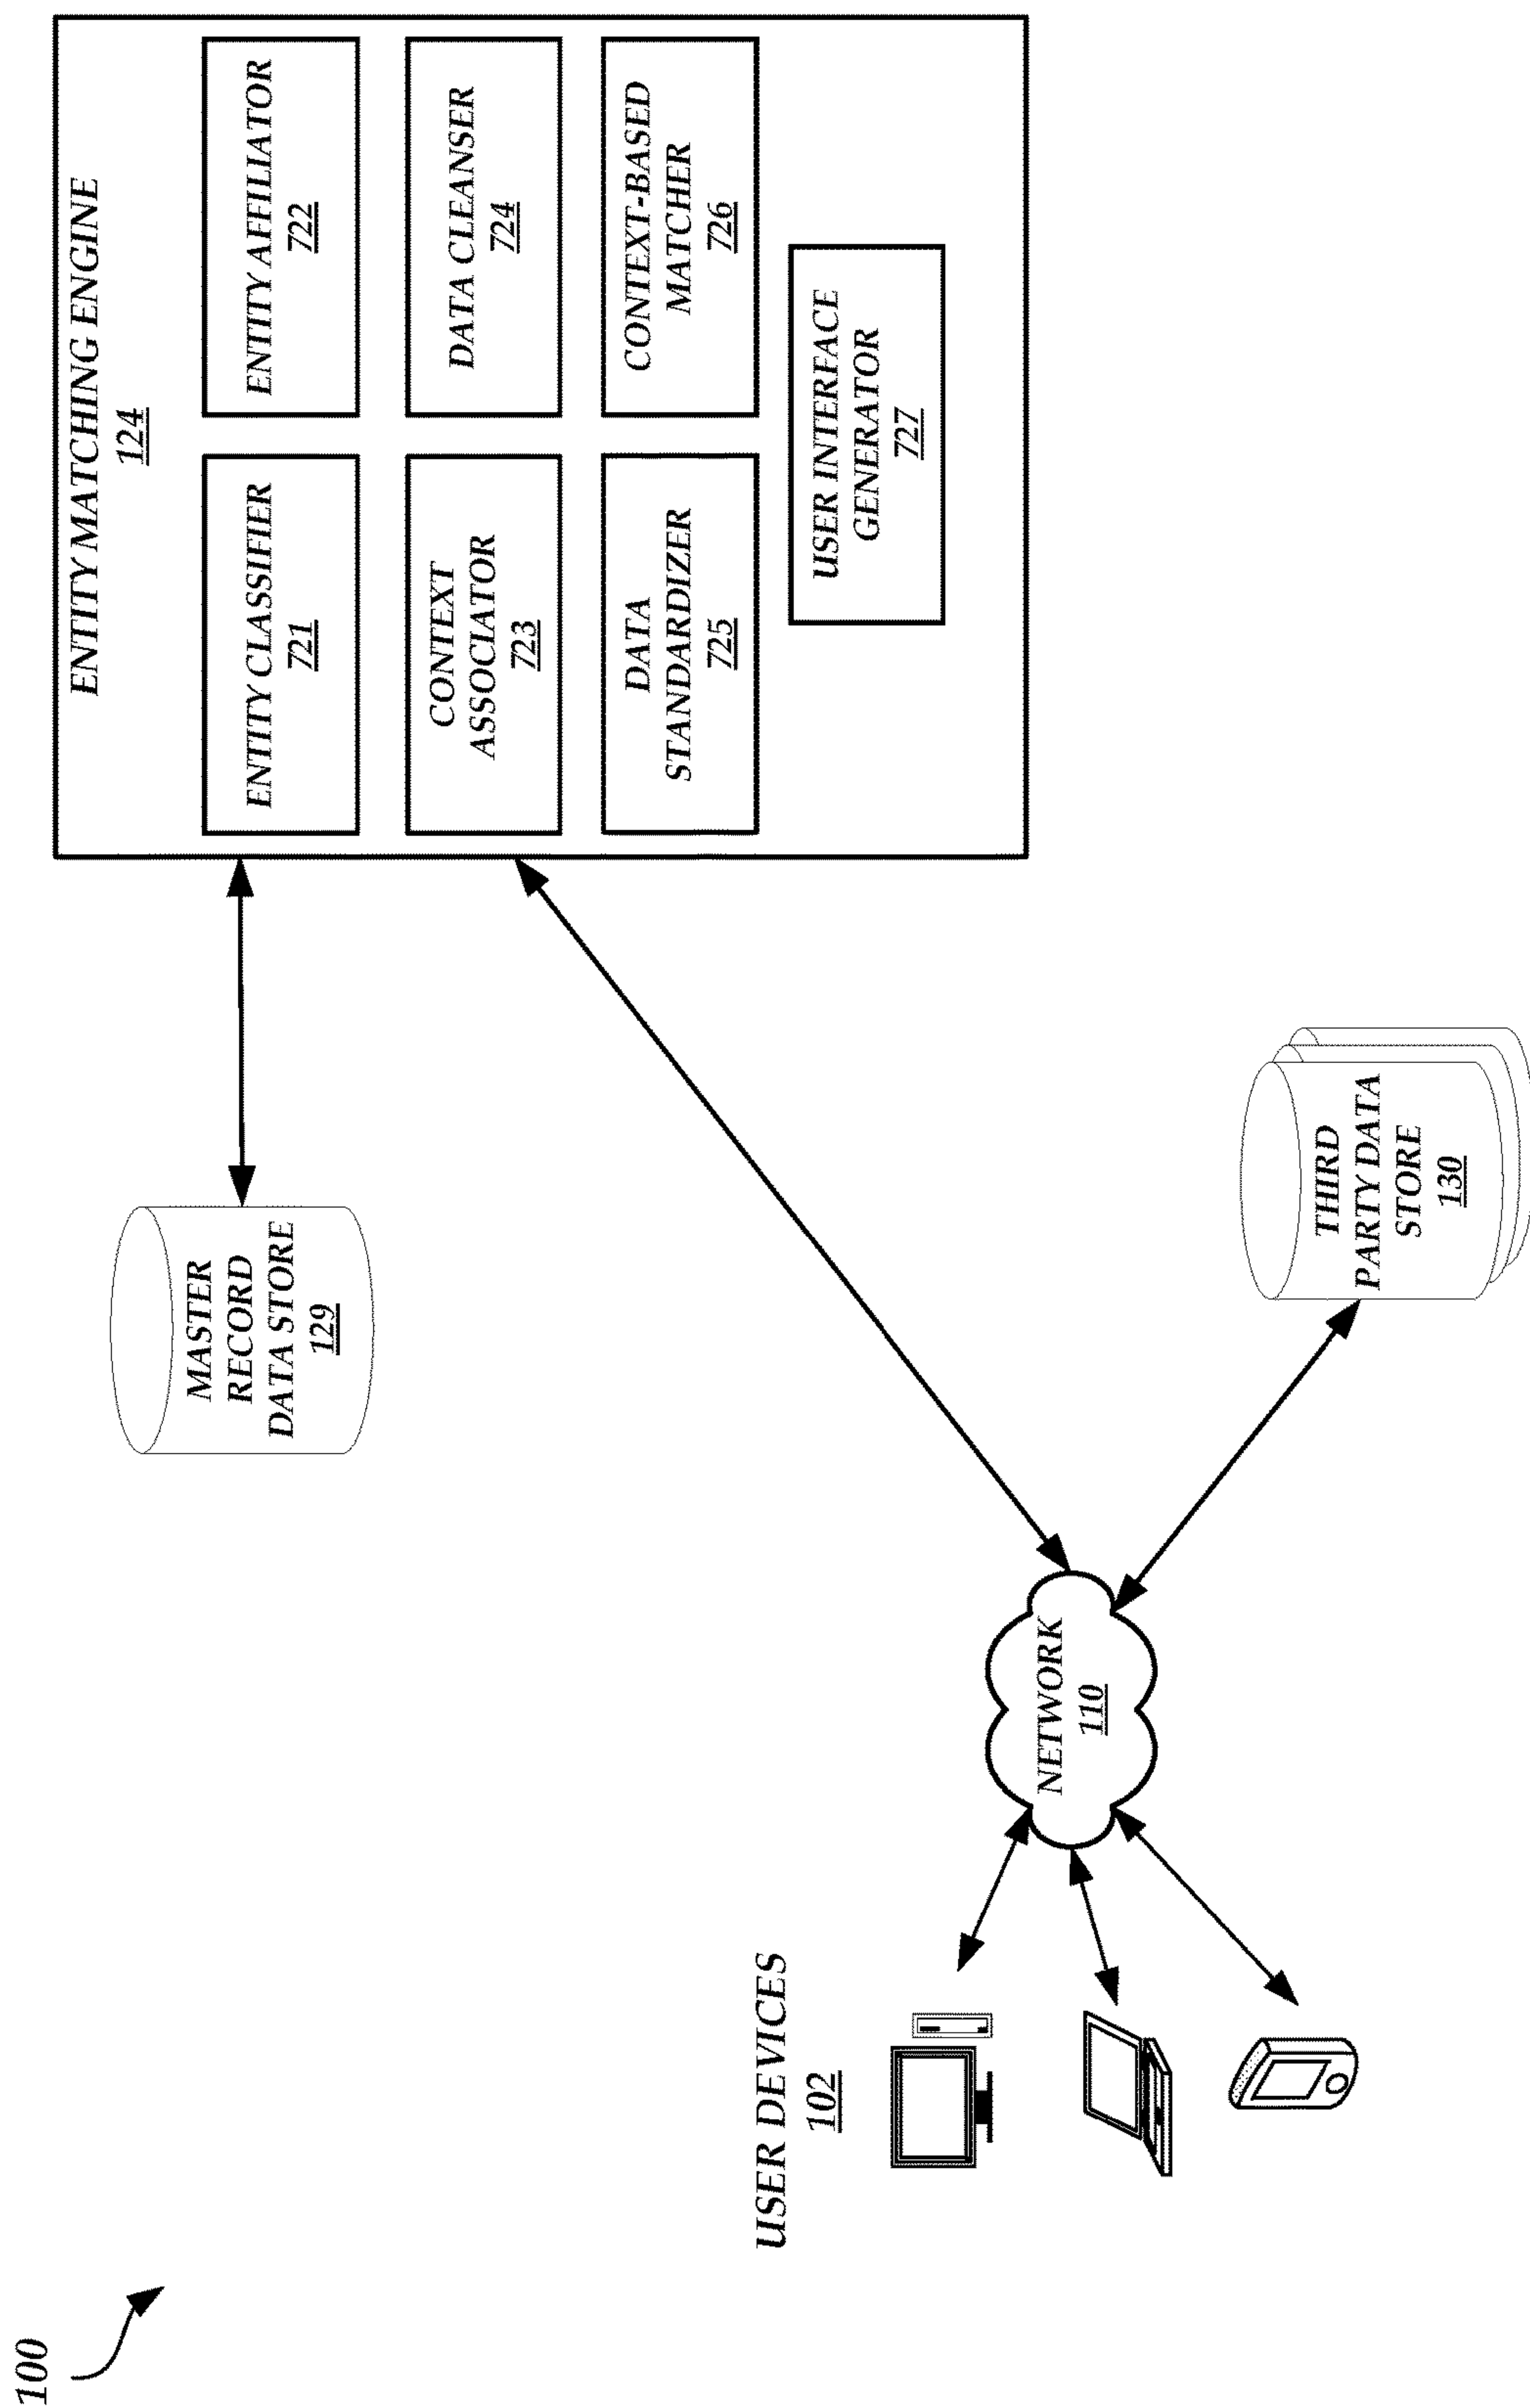 100
USER DEVICES
102
NETWORK
110
MASTER
RECORD
DATA STORE
129
THIRD
PARTY DATA
STORE
130
ENTITY MATCHING ENGINE
124
ENTITY CLASSIFIER
721
ENTITY AFFILIATOR
722
CONTEXT
ASSOCIATOR
723
DATA CLEANSER
724
DATA
STANDARDIZER
725
CONTEXT-BASED
MATCHER
726
USER INTERFACE
GENERATOR
727